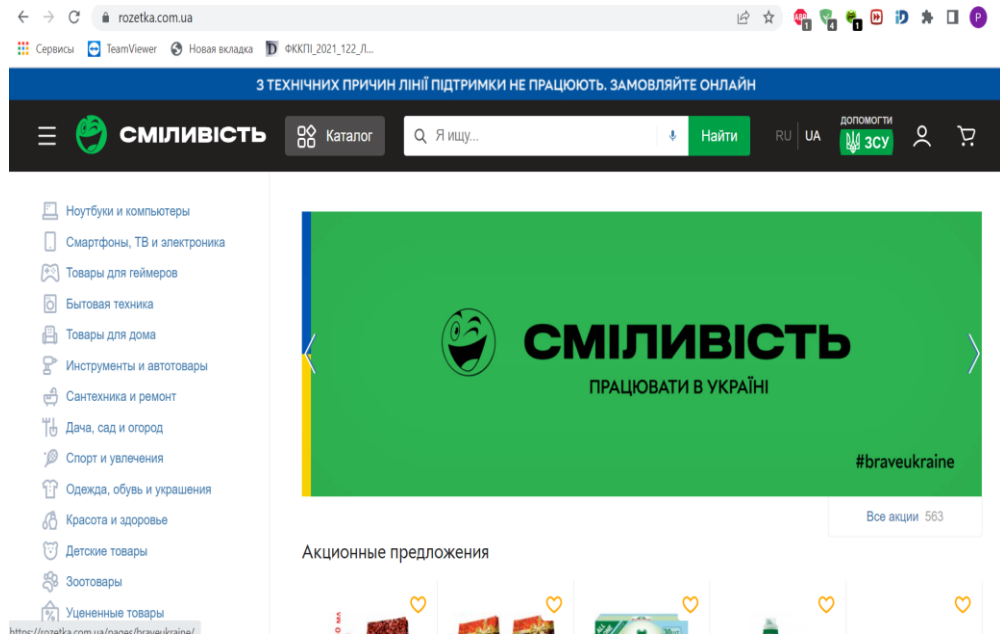 rozetka.com.ua
Сервисы TeamViewer Новая вкладка ФККПІ_2021_122_Л...
З ТЕХНІЧНИХ ПРИЧИН ЛІНІЇ ПІДТРИМКИ НЕ ПРАЦЮЮТЬ. ЗАМОВЛЯЙТЕ ОНЛАЙН
СМІЛИВІСТЬ Каталог Я ищу... Найти RU UA ДОПОМОГТИ ЗСУ
Ноутбуки и компьютеры
Смартфоны, ТВ и электроника
Товары для геймеров
Бытовая техника
Товары для дома
Инструменты и автотовары
Сантехника и ремонт
Дача, сад и огород
Спорт и увлечения
Одежда, обувь и украшения
Красота и здоровье
Детские товары
Зоотовары
Уцененные товары
https://rozetka.com.ua/pages/braveukraine/
СМІЛИВІСТЬ
ПРАЦЮВАТИ В УКРАЇНІ
#braveukraine
Все акции 563
Акционные предложения